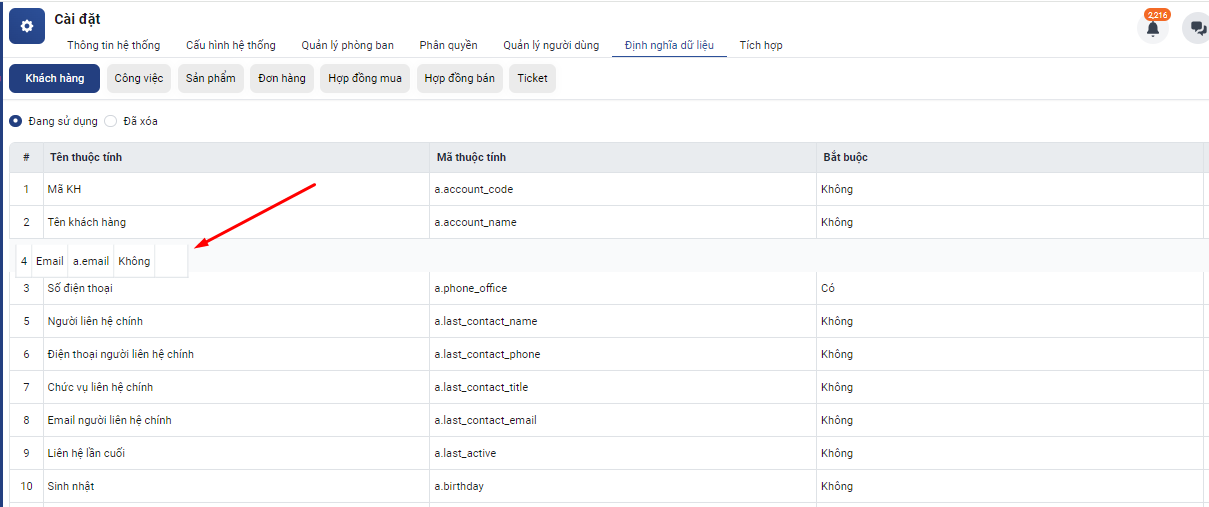 Cài đặt
2,216
Thông tin hệ thống Cấu hình hệ thống Quản lý phòng ban Phân quyền Quản lý người dùng Định nghĩa dữ liệu Tích hợp
Khách hàng Công việc Sản phẩm Đơn hàng Hợp đồng mua Hợp đồng bán Ticket
Đang sử dụng Đã xóa
# Tên thuộc tính Mã thuộc tính Bắt buộc
1 Mã KH a.account_code Không
2 Tên khách hàng a.account_name Không
4 Email a.email Không
3 Số điện thoại a.phone_office Có
5 Người liên hệ chính a.last_contact_name Không
6 Điện thoại người liên hệ chính a.last_contact_phone Không
7 Chức vụ liên hệ chính a.last_contact_title Không
8 Email người liên hệ chính a.last_contact_email Không
9 Liên hệ lần cuối a.last_active Không
10 Sinh nhật a.birthday Không